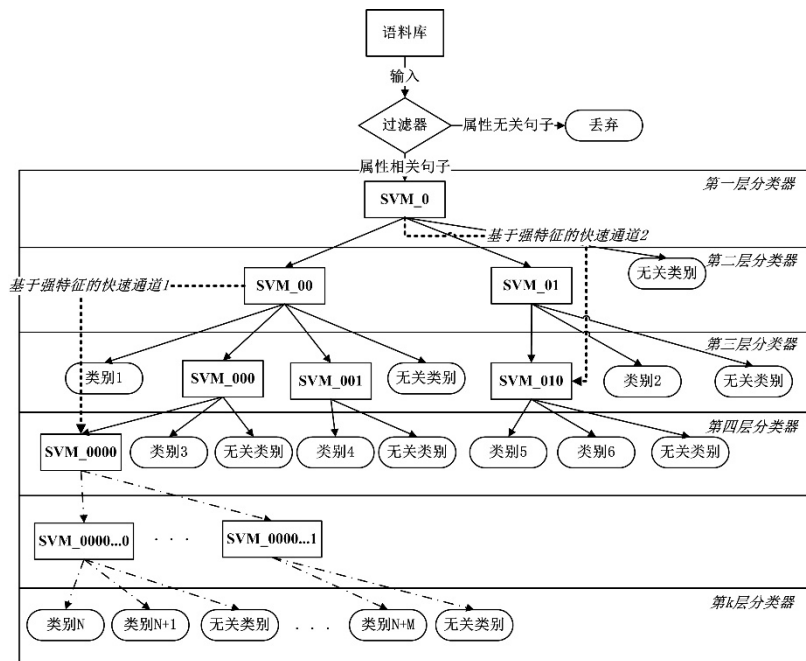 语料库
输入
过滤器
属性无关句子
丢弃
属性相关句子
第一层分类器
SVM_0
基于强特征的快速通道2
第二层分类器
无关类别
基于强特征的快速通道1
SVM_00
SVM_01
第三层分类器
类别1
SVM_000
SVM_001
无关类别
SVM_010
类别2
无关类别
第四层分类器
SVM_0000
类别3
无关类别
类别4
无关类别
类别5
类别6
无关类别
SVM_0000...0
. . .
SVM_0000...1
第k层分类器
类别N
类别N+1
无关类别
. . .
类别N+M
无关类别